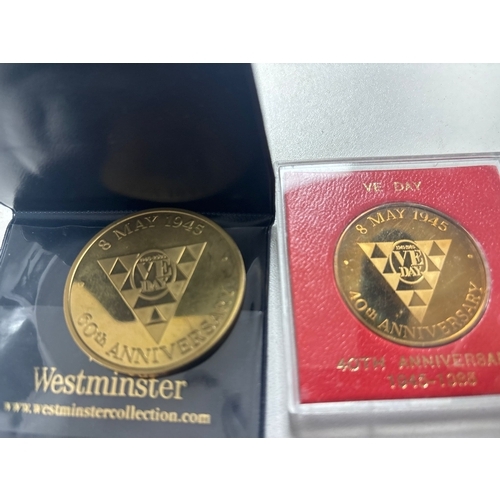 8 MAY 1945
VE
DAY
60th ANNIVERSARY
Westminster
www.westminstercollection.com
VE DAY
8 MAY 1945
VE
DAY
40th ANNIVERSARY
40TH ANNIVERSAR
1945-1985